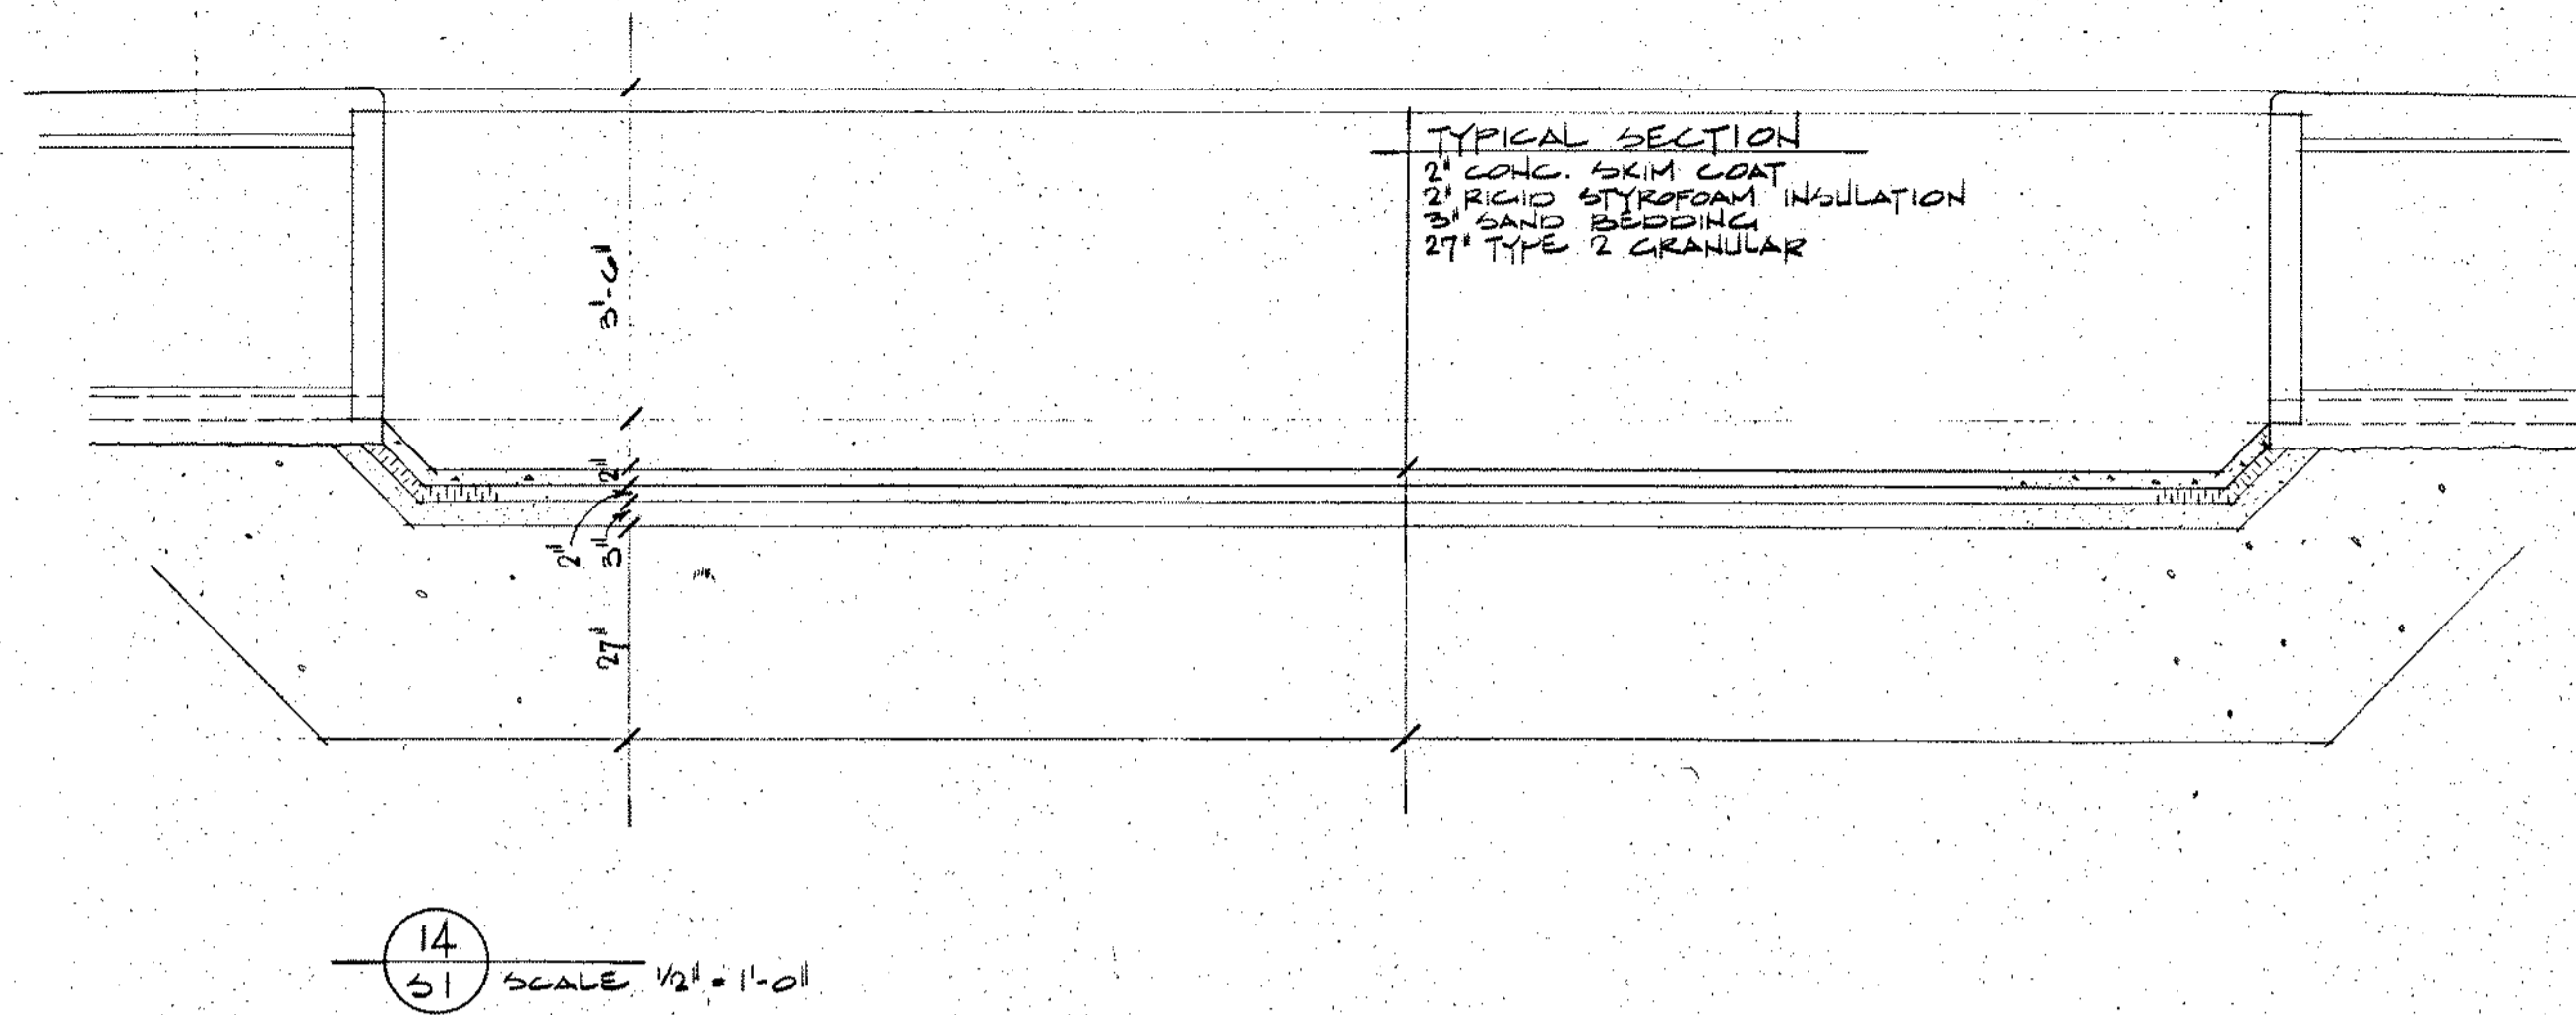 TYPICAL SECTION
2" CONC. SKIM COAT
2" RIGID STYROFOAM INSULATION
3" SAND BEDDING
27" TYPE 2 GRANULAR
3'-6"
2"
2"
3"
27"
14
S1
SCALE 1/2" = 1'-0"